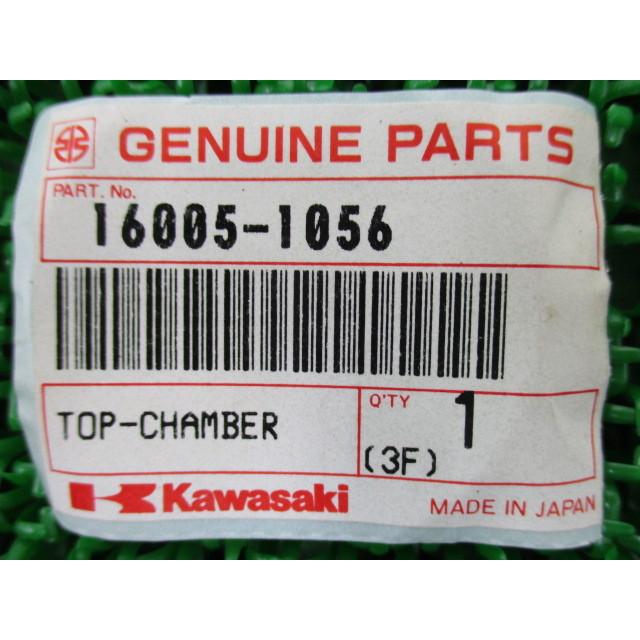 GENUINE PARTS
PART. No.
16005-1056
TOP-CHAMBER
Q'TY 1
(3F)
Kawasaki
MADE IN JAPAN